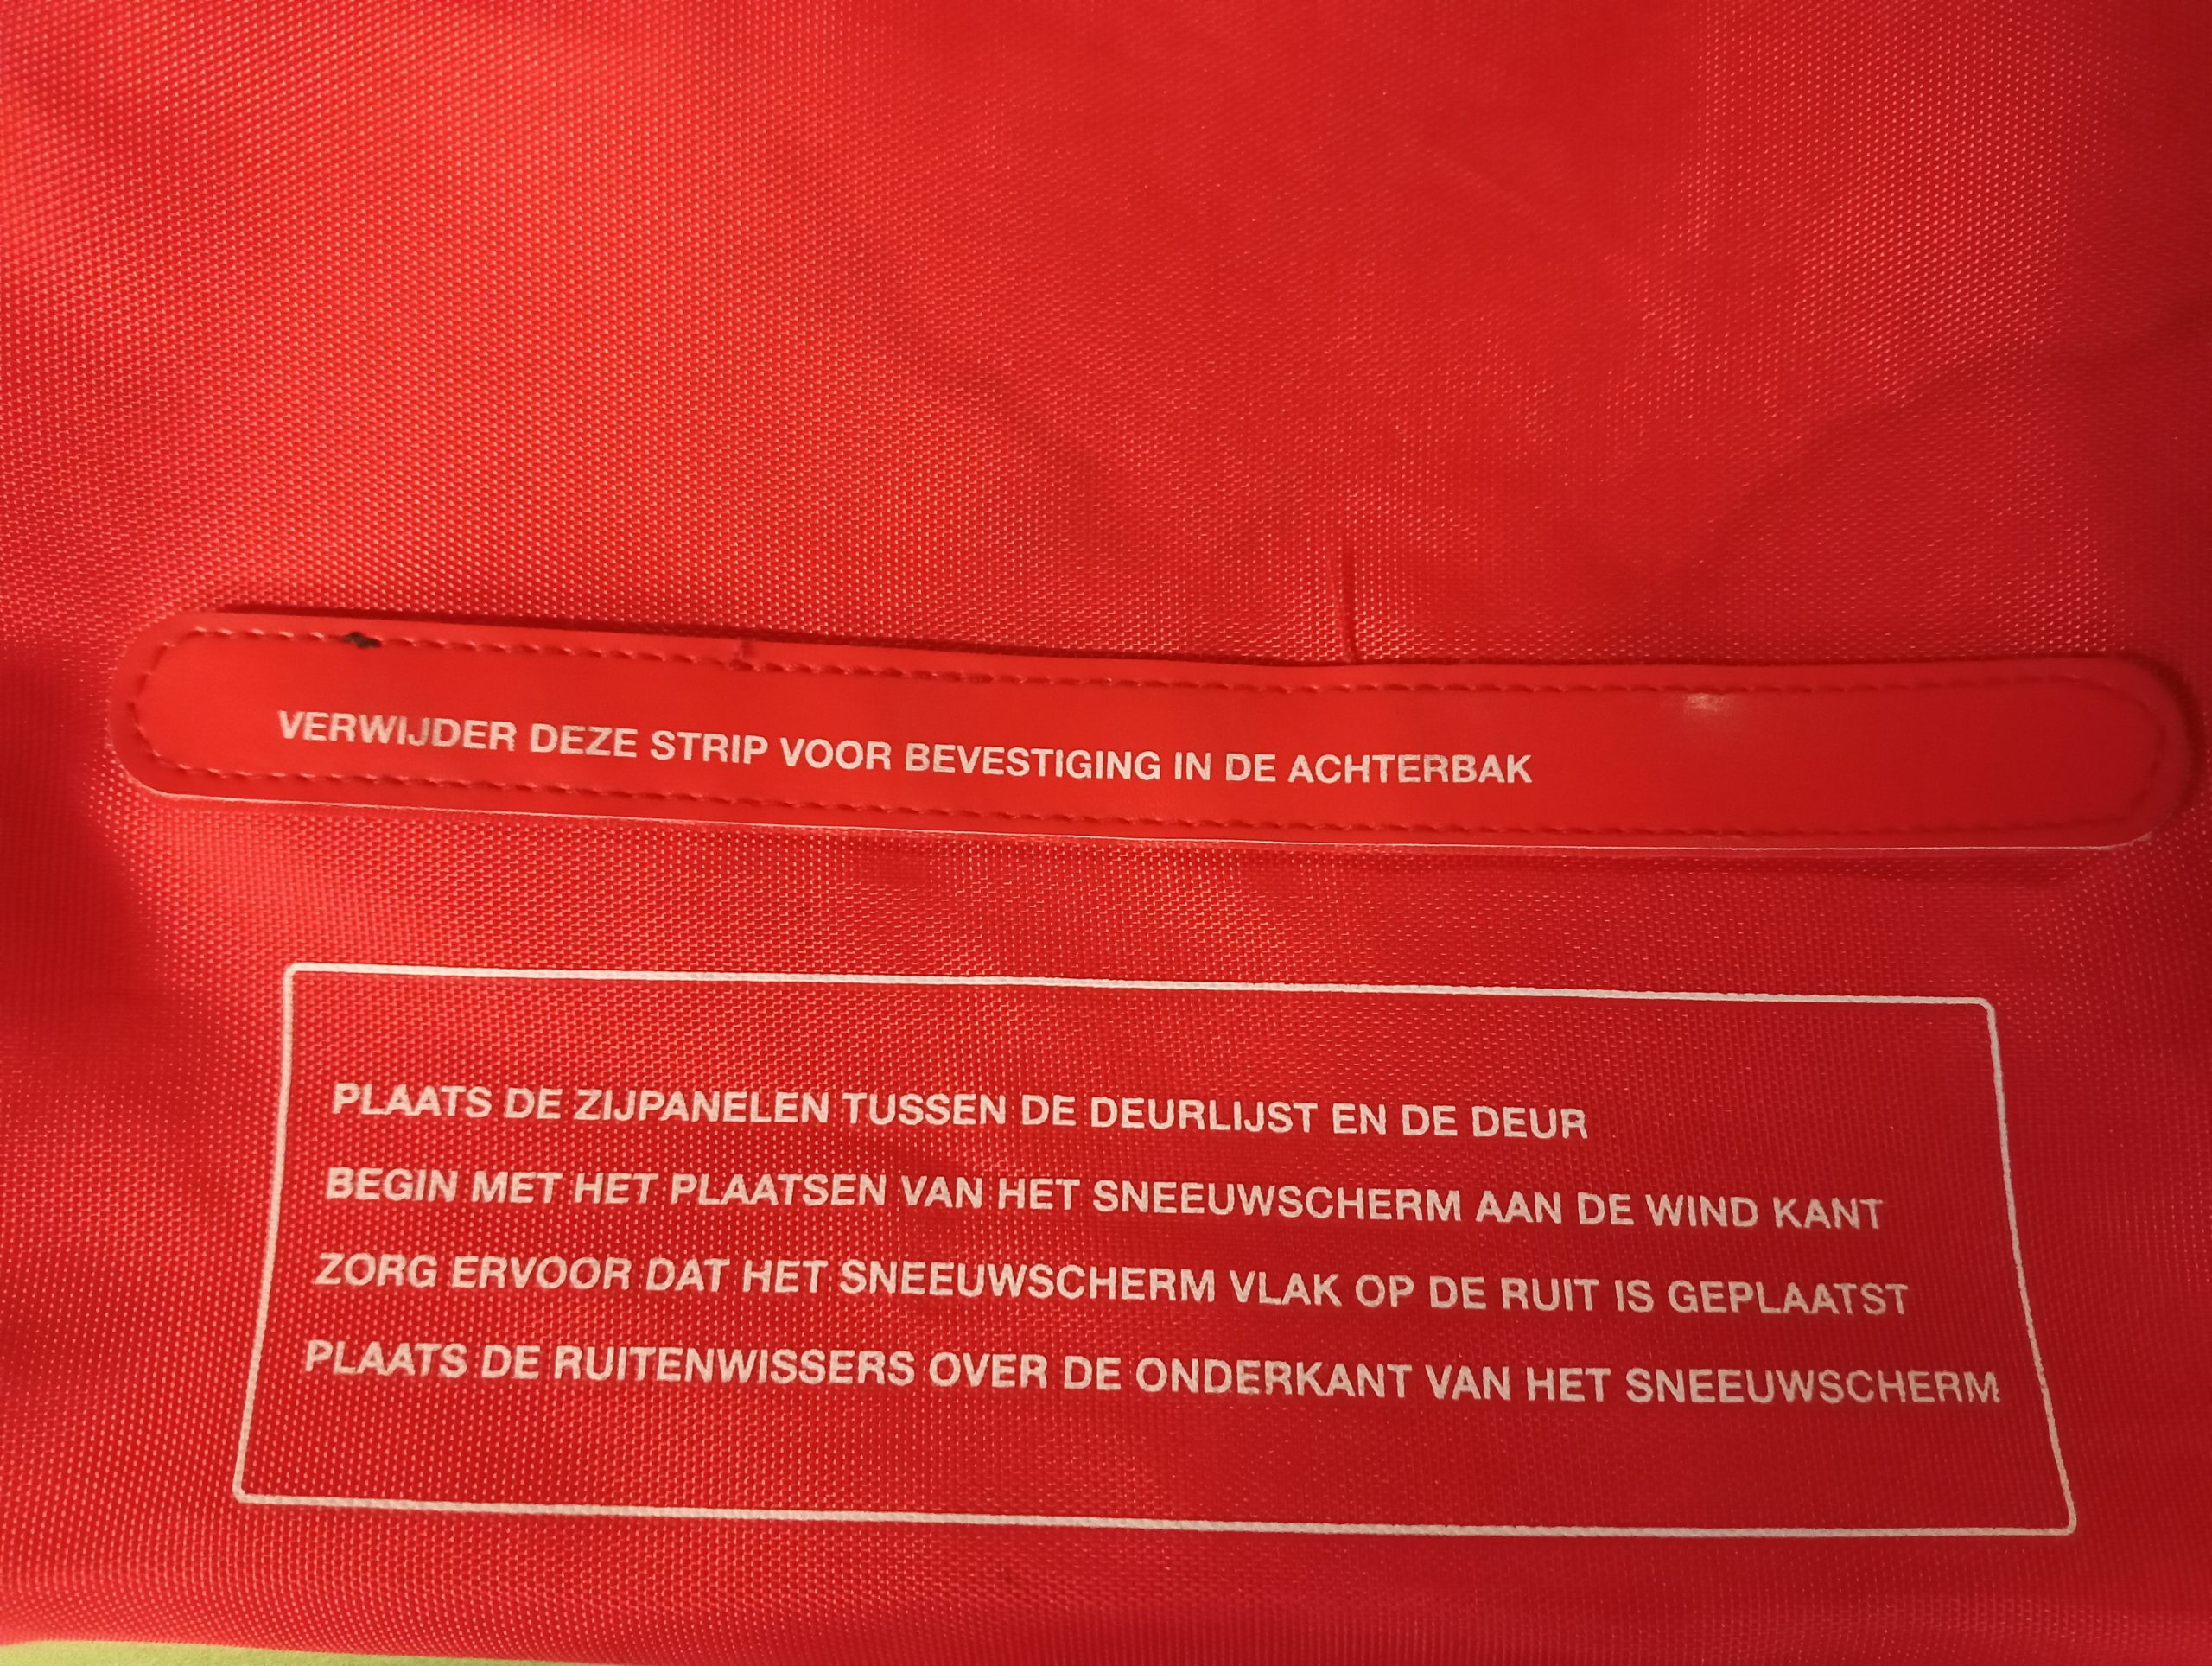 VERWIJDER DEZE STRIP VOOR BEVESTIGING IN DE ACHTERBAK
PLAATS DE ZIJPANELEN TUSSEN DE DEURLIJST EN DE DEUR
BEGIN MET HET PLAATSEN VAN HET SNEEUWSCHERM AAN DE WIND KANT
ZORG ERVOOR DAT HET SNEEUWSCHERM VLAK OP DE RUIT IS GEPLAATST
PLAATS DE RUITENWISSERS OVER DE ONDERKANT VAN HET SNEEUWSCHERM